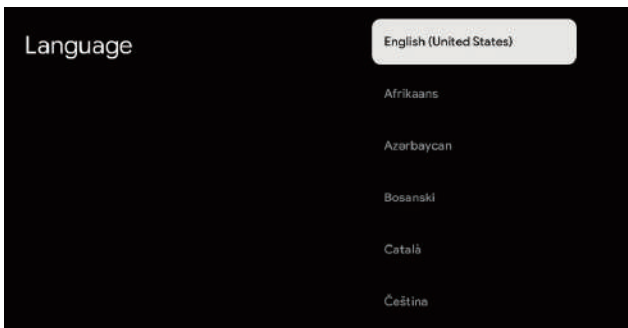 Language
English (United States)
Afrikaans
Azərbaycan
Bosanski
Català
Čeština